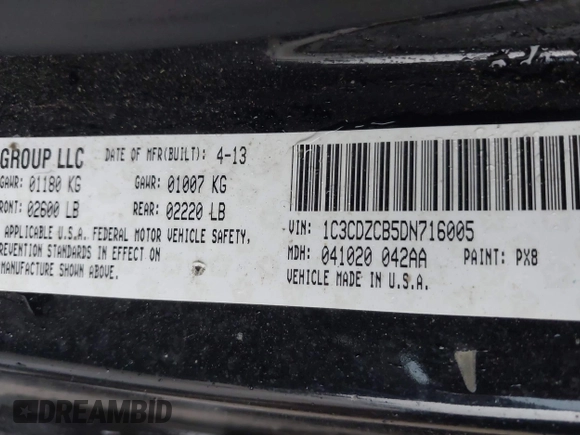 GROUP LLC DATE OF MFR(BUILT): 4-13
GAWR: 01180 KG GAWR: 01007 KG
RONT: 02600 LB REAR: 02220 LB
APPLICABLE U.S.A. FEDERAL MOTOR VEHICLE SAFETY,
REVENTION STANDARDS IN EFFECT ON
MANUFACTURE SHOWN ABOVE.
VIN: 1C3CDZCB5DN716005
MDH: 041020 042AA PAINT: PX8
VEHICLE MADE IN U.S.A.
DREAMBID